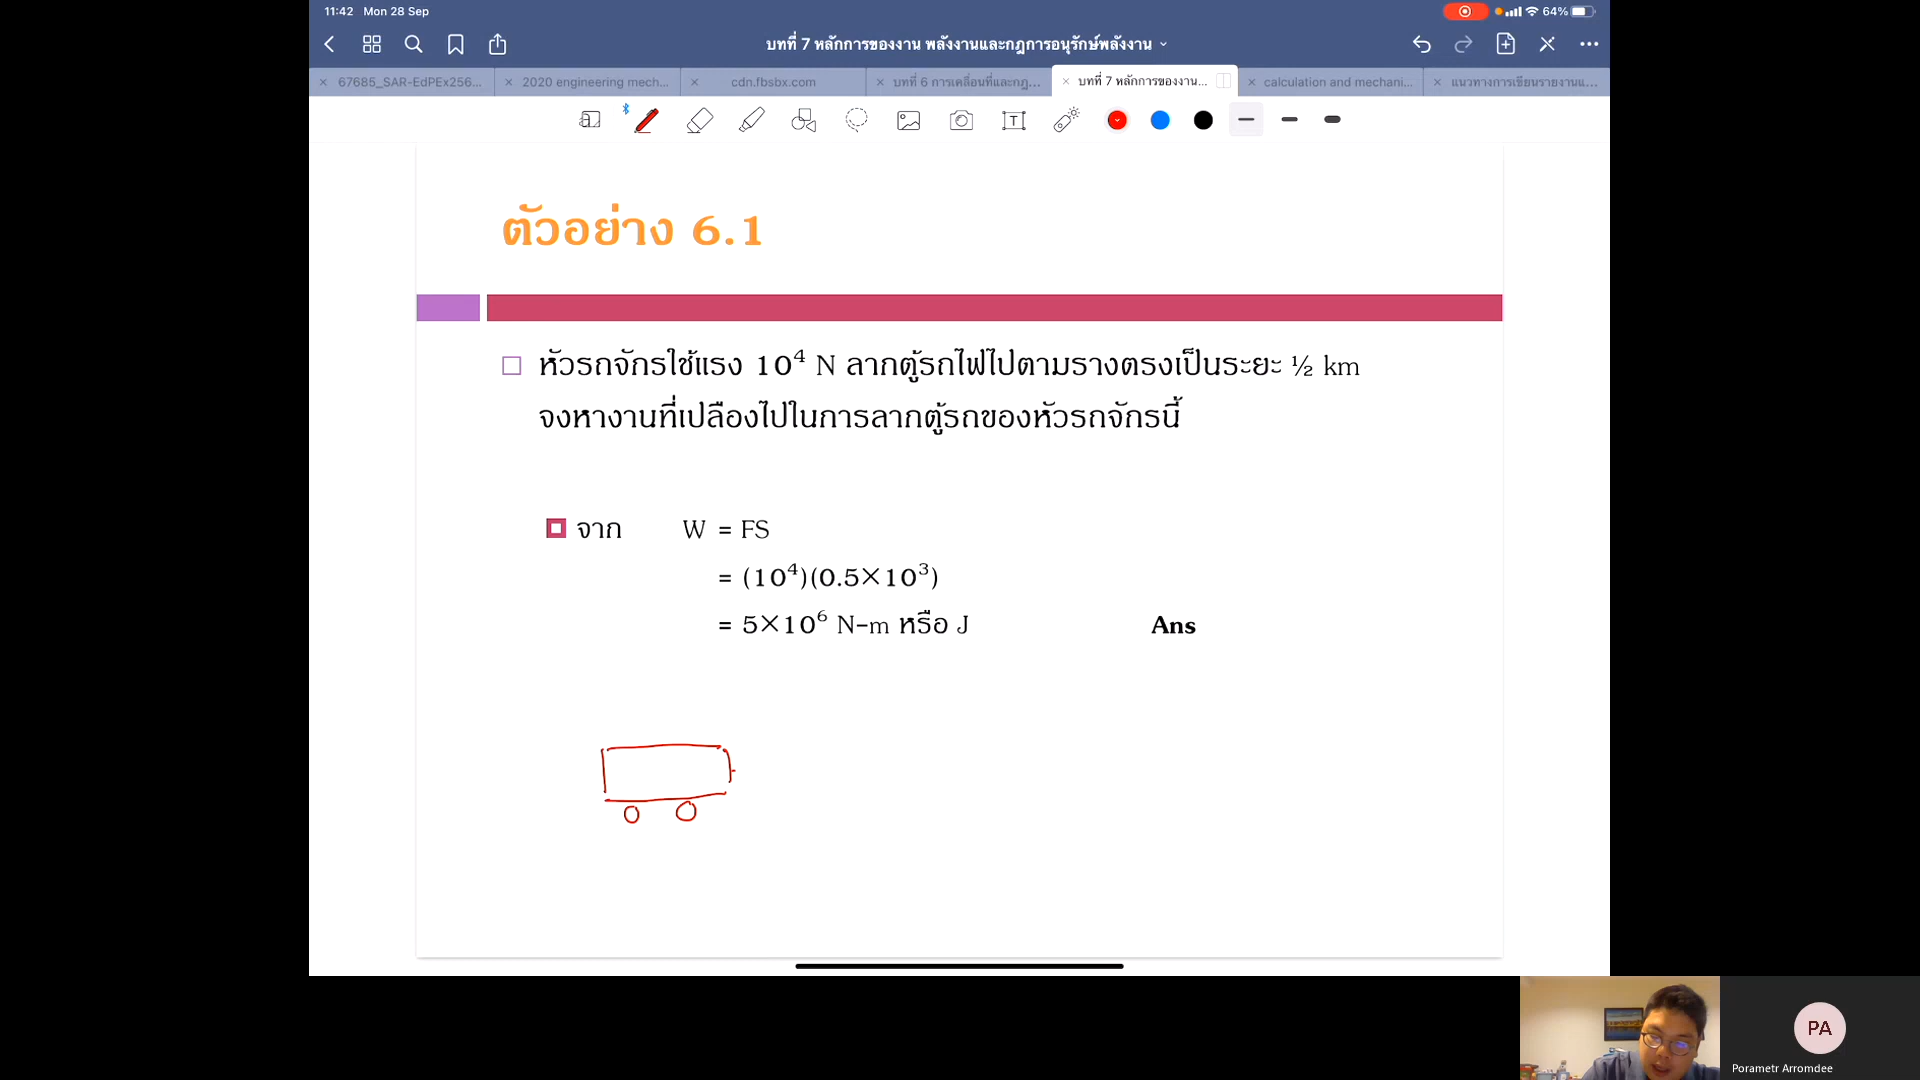 11:42 Mon 28 Sep
64%
บทที่ 7 หลักการของงาน พลังงานและกฎการอนุรักษ์พลังงาน
67685_SAR-EdPEx256...
2020 engineering mech...
cdn.fbsbx.com
บทที่ 6 การเคลื่อนที่และกฎ...
บทที่ 7 หลักการของงาน...
calculation and mechani...
แนวทางการเขียนรายงานแ...
ตัวอย่าง 6.1
หัวรถจักรใช้แรง 10⁴ N ลากตู้รถไฟไปตามรางตรงเป็นระยะ ½ km
จงหางานที่เปลืองไปในการลากตู้รถของหัวรถจักรนี้
จาก W = FS
= (10⁴)(0.5×10³)
= 5×10⁶ N-m หรือ J Ans
PA
Porametr Arromdee